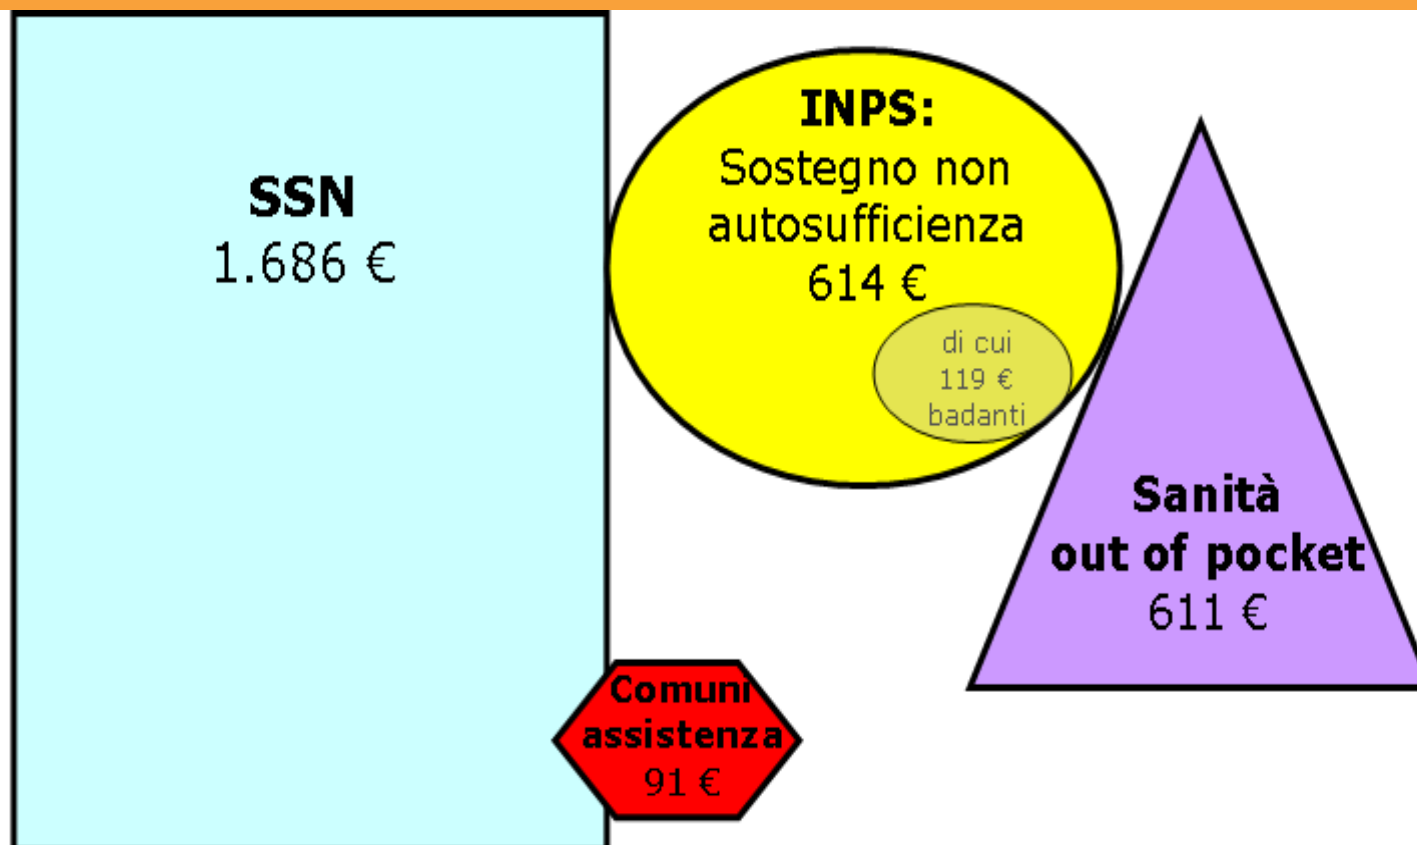 SSN
1.686 €
INPS:
Sostegno non
autosufficienza
614 €
di cui
119 €
badanti
Sanità
out of pocket
611 €
Comuni
assistenza
91 €